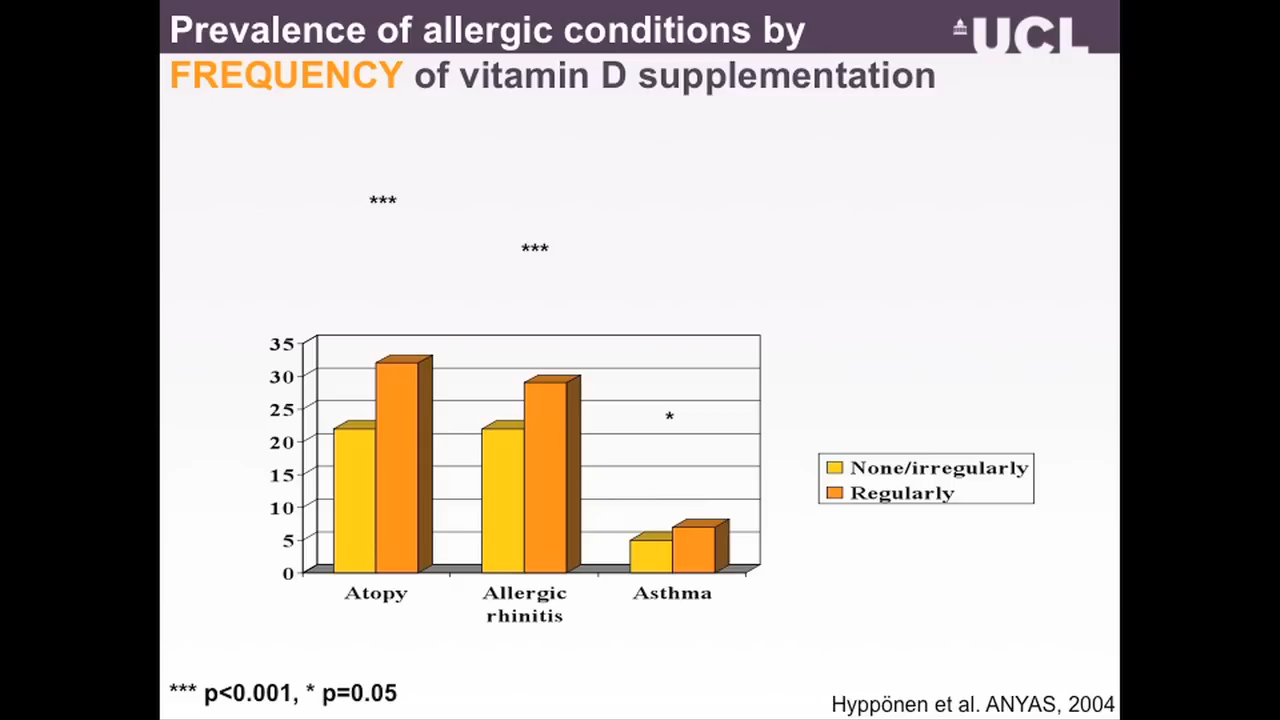 Prevalence of allergic conditions by
UCL
FREQUENCY of vitamin D supplementation
***
***
*
35
30
25
20
15
10
5
0
None/irregularly
Regularly
Atopy
Allergic
rhinitis
Asthma
*** p<0.001, * p=0.05
Hyppönen et al. ANYAS, 2004